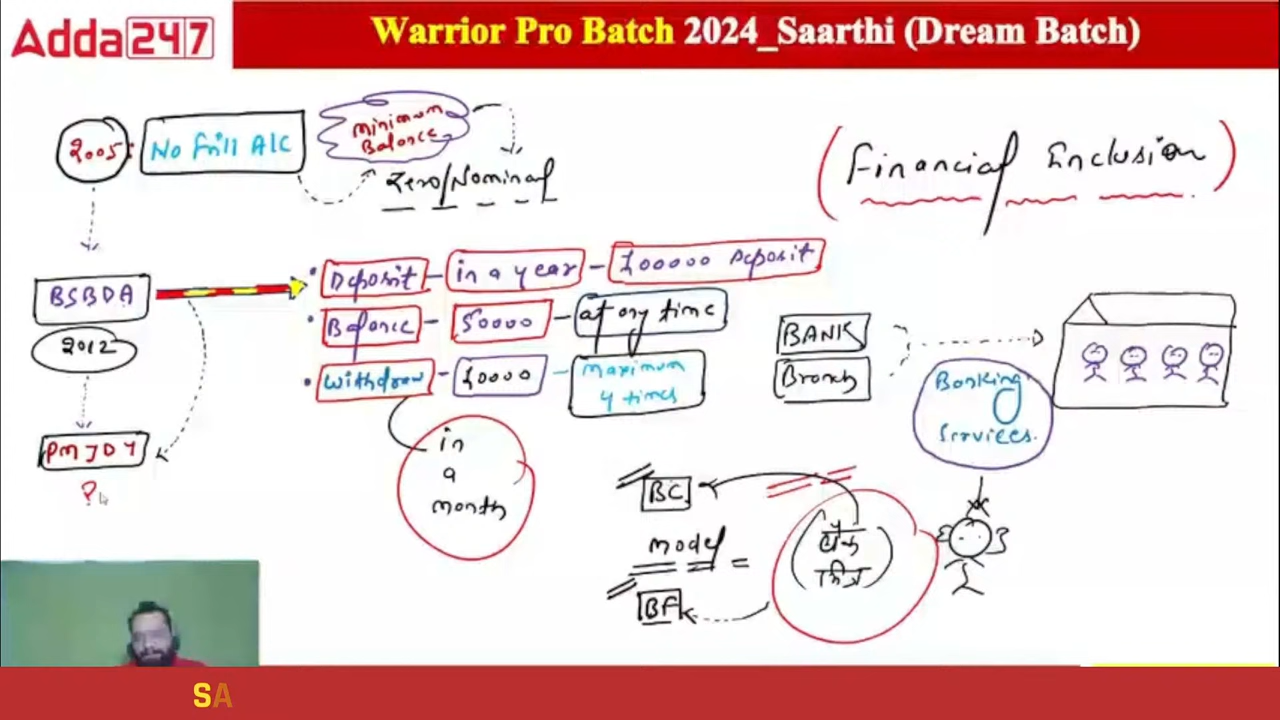 Adda247
Warrior Pro Batch 2024_Saarthi (Dream Batch)
2005:
No Frill A/C
Minimum
Balance
Zero/Nominal
(Financial Inclusion)
BSBDA
2012
PMJDY
P
• Deposit - in a year - 100000 Deposit
• Balance - 50000 - at any time
• Withdraw - 10000 - maximum
4 times
in
a
month
BANK
Branch
Banking
Services.
BC
model =
BF
मित्र
SA